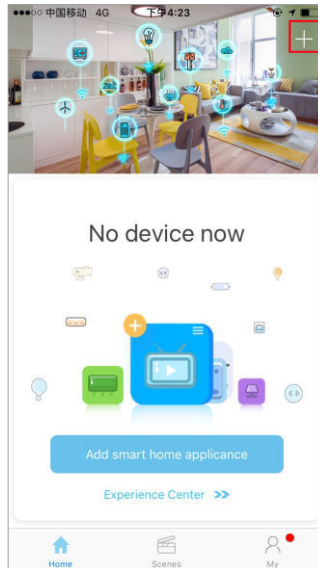 中国移动 4G 下午4:23
No device now
Add smart home applicance
Experience Center >>
Home Scenes My